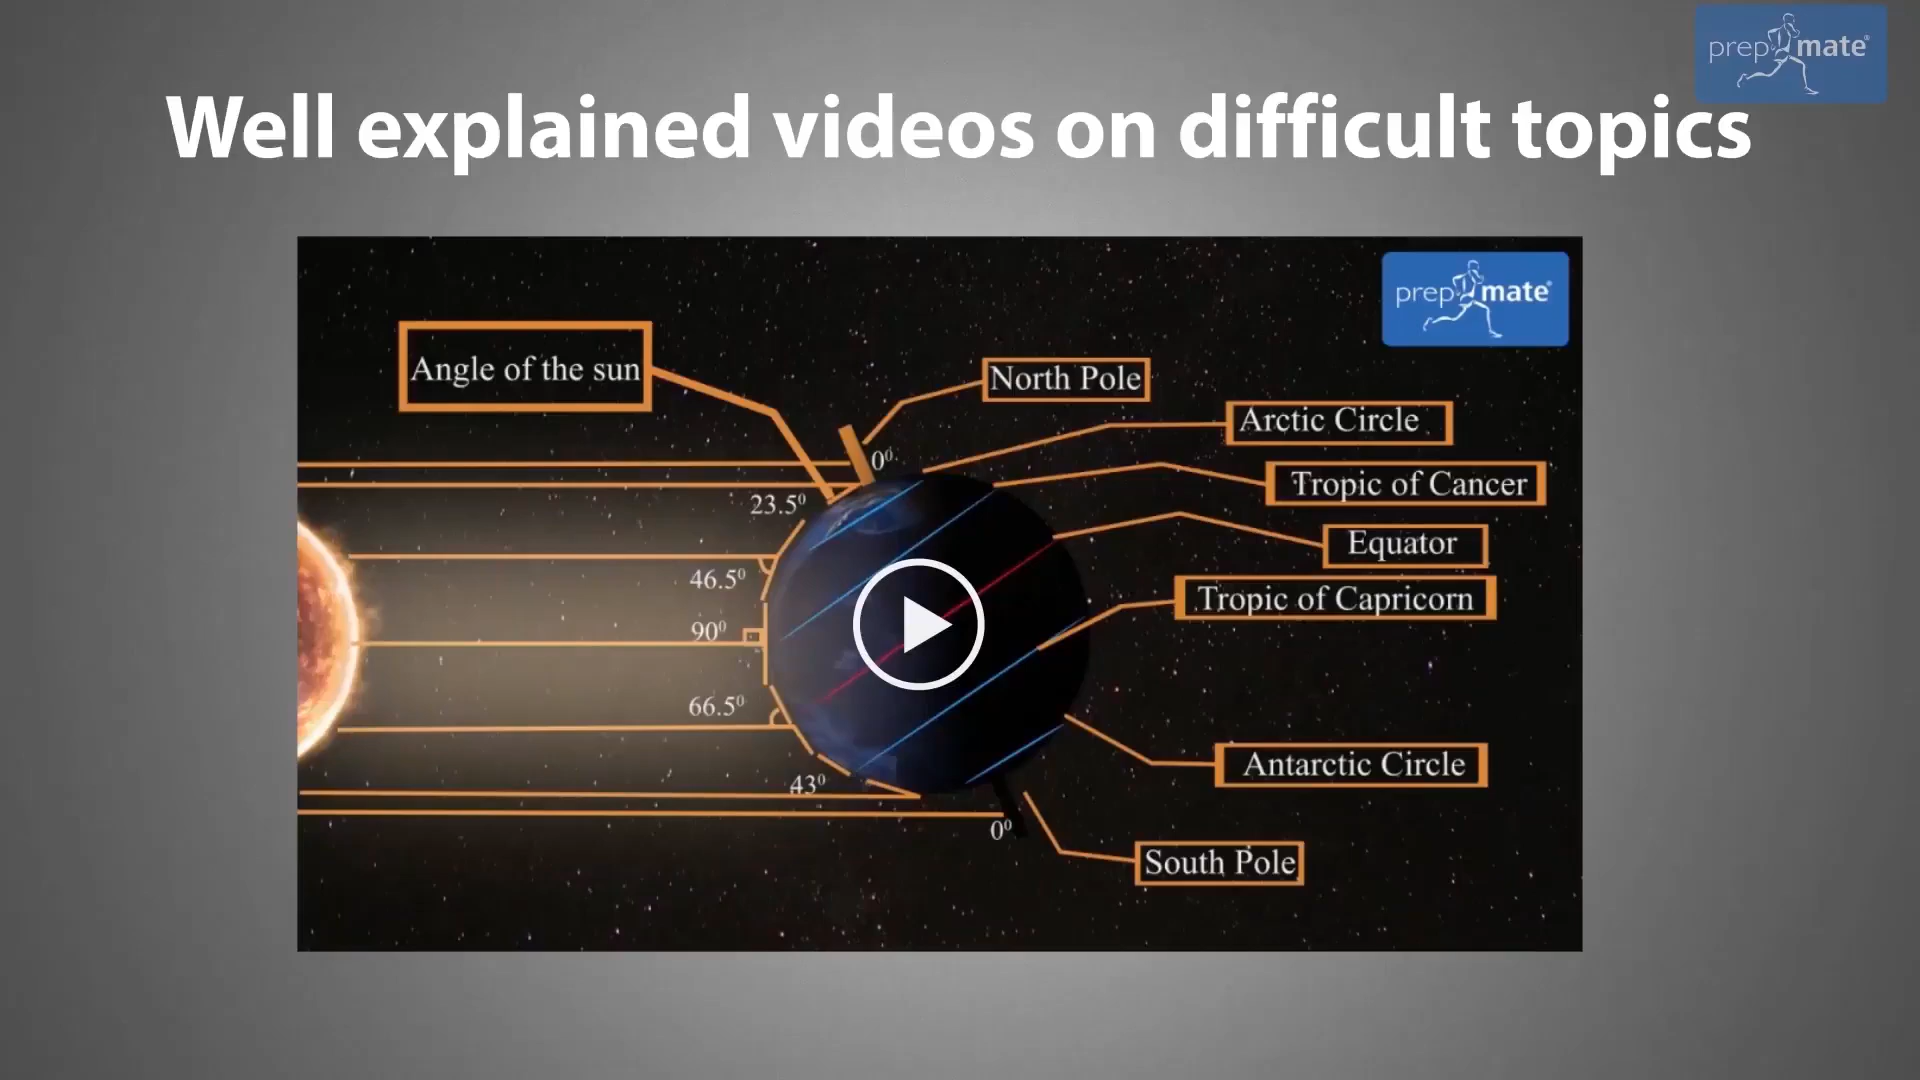 prep mate®
Well explained videos on difficult topics
prep mate®
Angle of the sun
North Pole
Arctic Circle
0⁰
Tropic of Cancer
23.5⁰
Equator
46.5⁰
Tropic of Capricorn
90⁰
66.5⁰
Antarctic Circle
43⁰
0⁰
South Pole